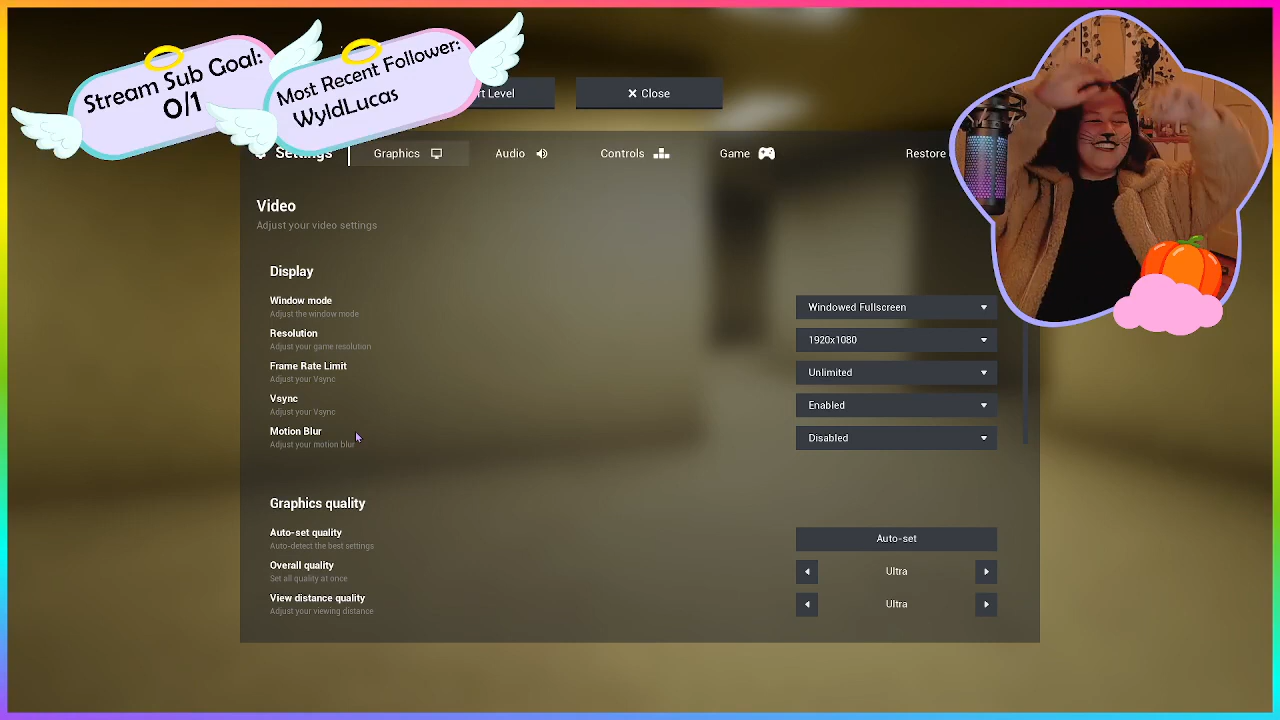 Stream Sub Goal:
0/1
Most Recent Follower:
WyldLucas
Level
Close
Settings
Graphics
Audio
Controls
Game
Restore
Video
Adjust your video settings
Display
Window mode
Adjust the window mode
Windowed Fullscreen
Resolution
Adjust your game resolution
1920x1080
Frame Rate Limit
Adjust your Vsync
Unlimited
Vsync
Adjust your Vsync
Enabled
Motion Blur
Adjust your motion blur
Disabled
Graphics quality
Auto-set quality
Auto-detect the best settings
Auto-set
Overall quality
Set all quality at once
Ultra
View distance quality
Adjust your viewing distance
Ultra